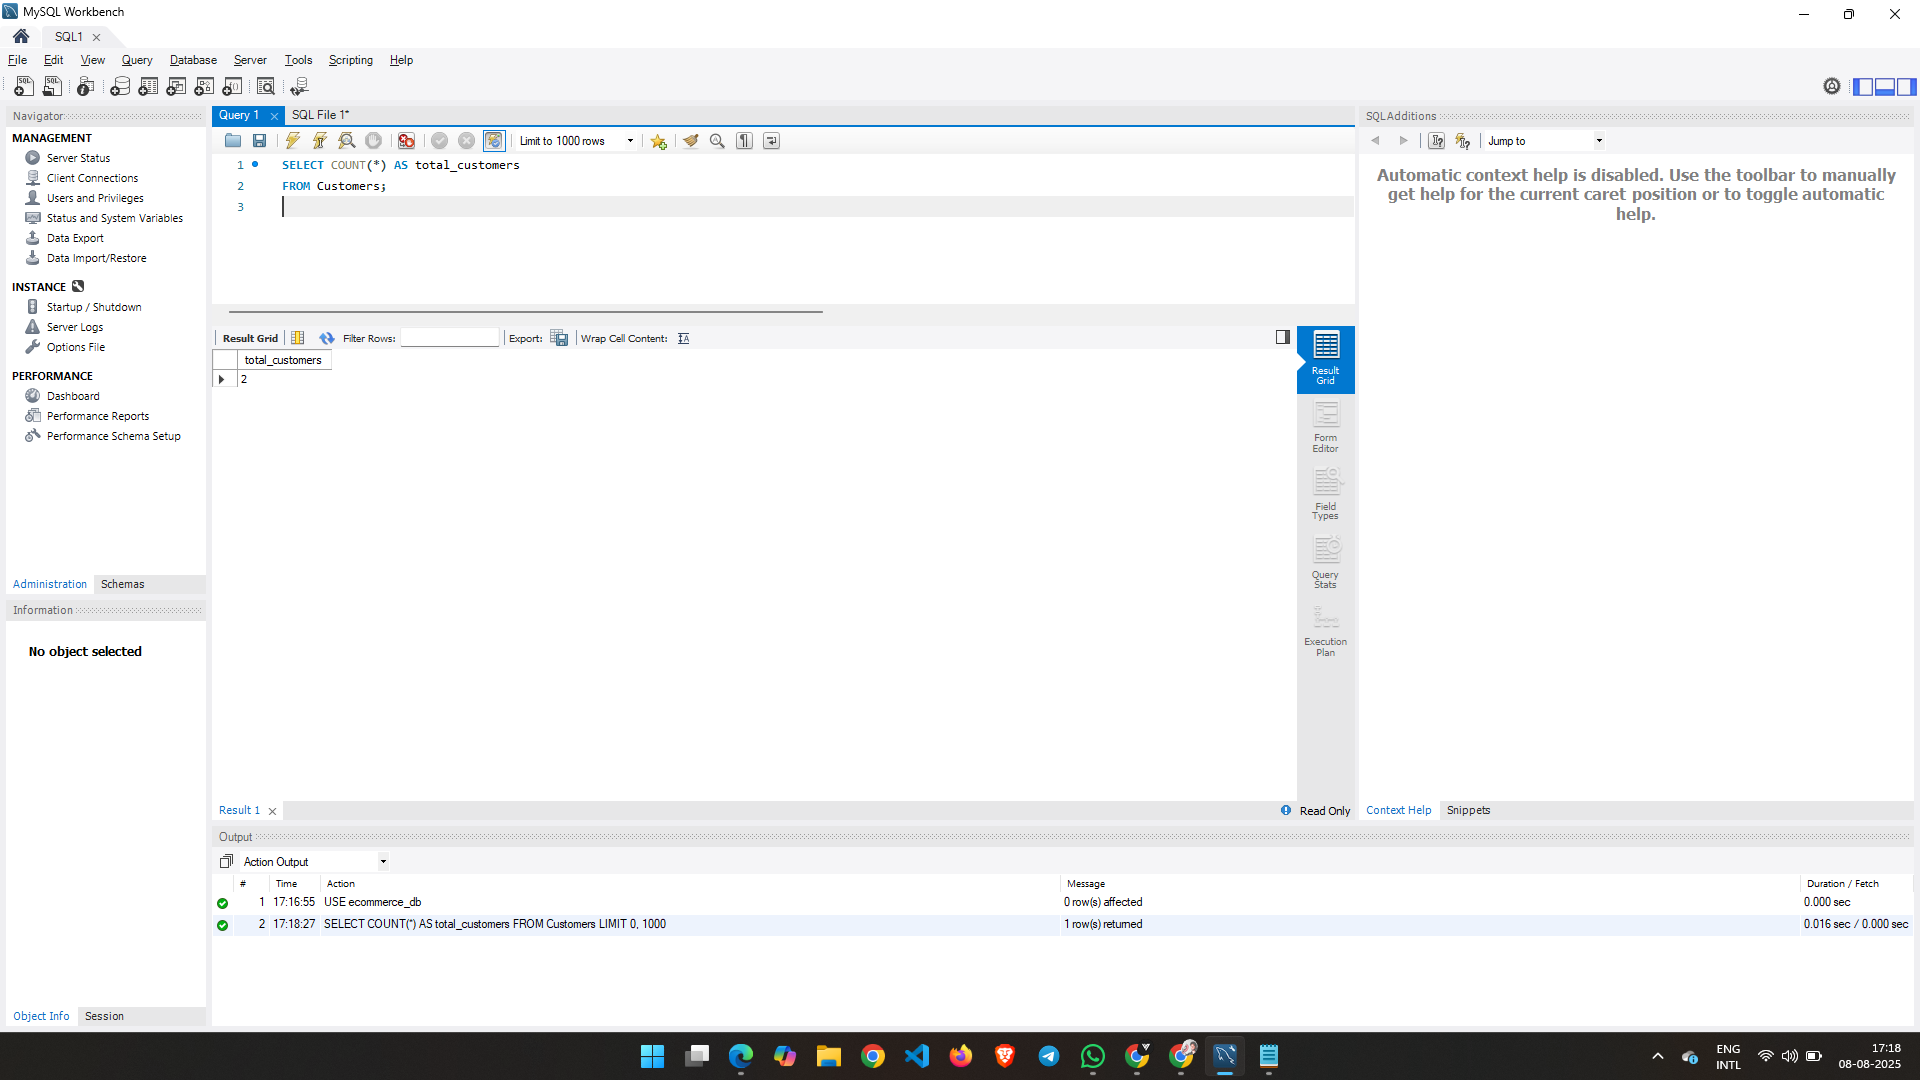 MySQL Workbench
SQL1
File Edit View Query Database Server Tools Scripting Help
Navigator
MANAGEMENT
Server Status
Client Connections
Users and Privileges
Status and System Variables
Data Export
Data Import/Restore
INSTANCE
Startup / Shutdown
Server Logs
Options File
PERFORMANCE
Dashboard
Performance Reports
Performance Schema Setup
Administration Schemas
Information
No object selected
Object Info Session
Query 1 SQL File 1*
Limit to 1000 rows
1 SELECT COUNT(*) AS total_customers
2 FROM Customers;
3
Result Grid Filter Rows: Export: Wrap Cell Content:
total_customers
2
Result Grid
Form Editor
Field Types
Query Stats
Execution Plan
Result 1 Read Only
SQLAdditions
Jump to
Automatic context help is disabled. Use the toolbar to manually
get help for the current caret position or to toggle automatic
help.
Context Help Snippets
Output
Action Output
# Time Action Message Duration / Fetch
1 17:16:55 USE ecommerce_db 0 row(s) affected 0.000 sec
2 17:18:27 SELECT COUNT(*) AS total_customers FROM Customers LIMIT 0, 1000 1 row(s) returned 0.016 sec / 0.000 sec
ENG
INTL
17:18
08-08-2025